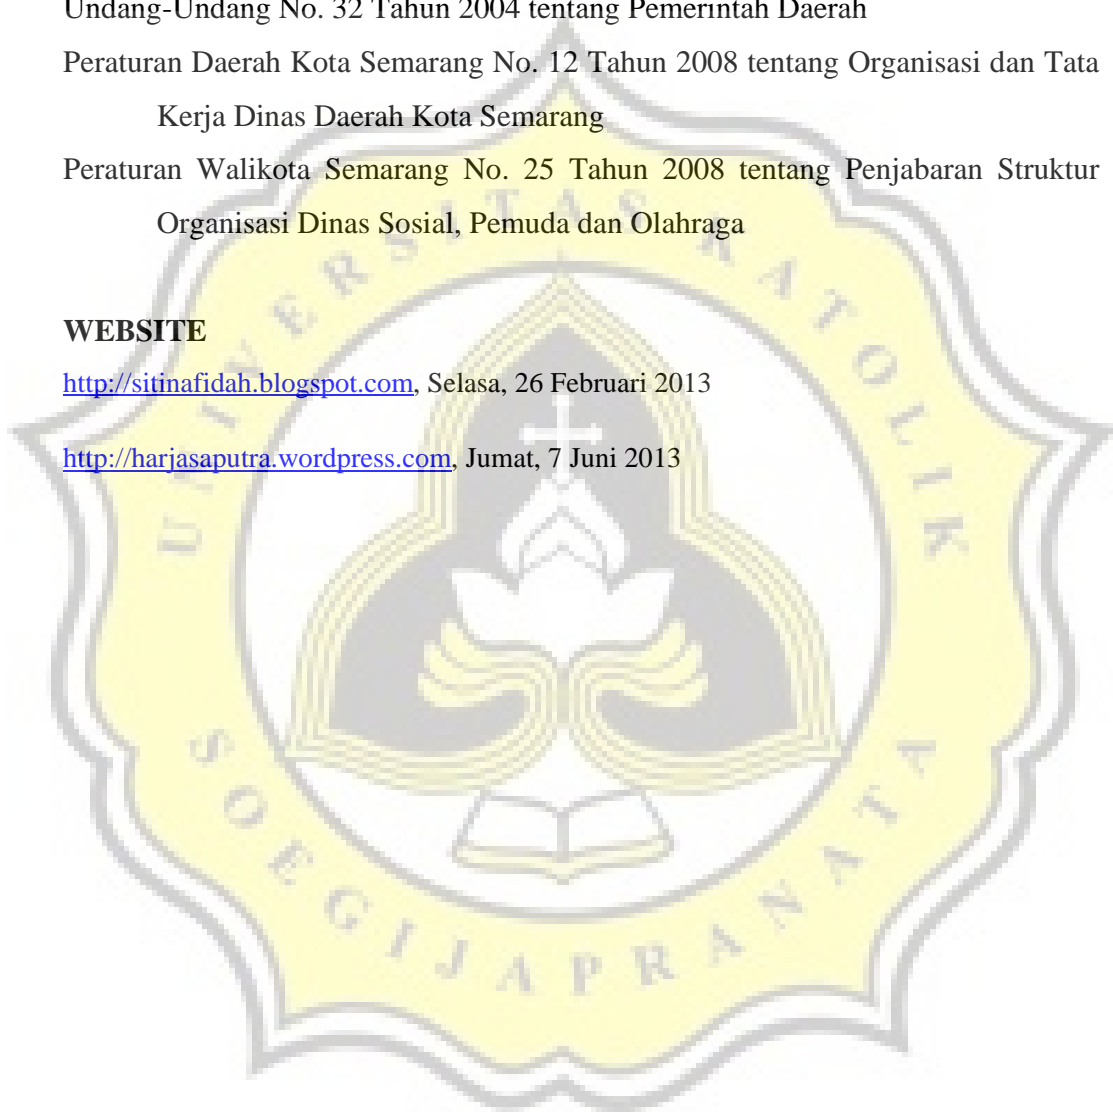 Undang-Undang No. 32 Tahun 2004 tentang Pemerintah Daerah
Peraturan Daerah Kota Semarang No. 12 Tahun 2008 tentang Organisasi dan Tata
Kerja Dinas Daerah Kota Semarang
Peraturan Walikota Semarang No. 25 Tahun 2008 tentang Penjabaran Struktur
Organisasi Dinas Sosial, Pemuda dan Olahraga
WEBSITE
http://sitinafidah.blogspot.com, Selasa, 26 Februari 2013
http://harjasaputra.wordpress.com, Jumat, 7 Juni 2013
UNIVERSITAS KATOLIK
SOEGIJAPRANATA